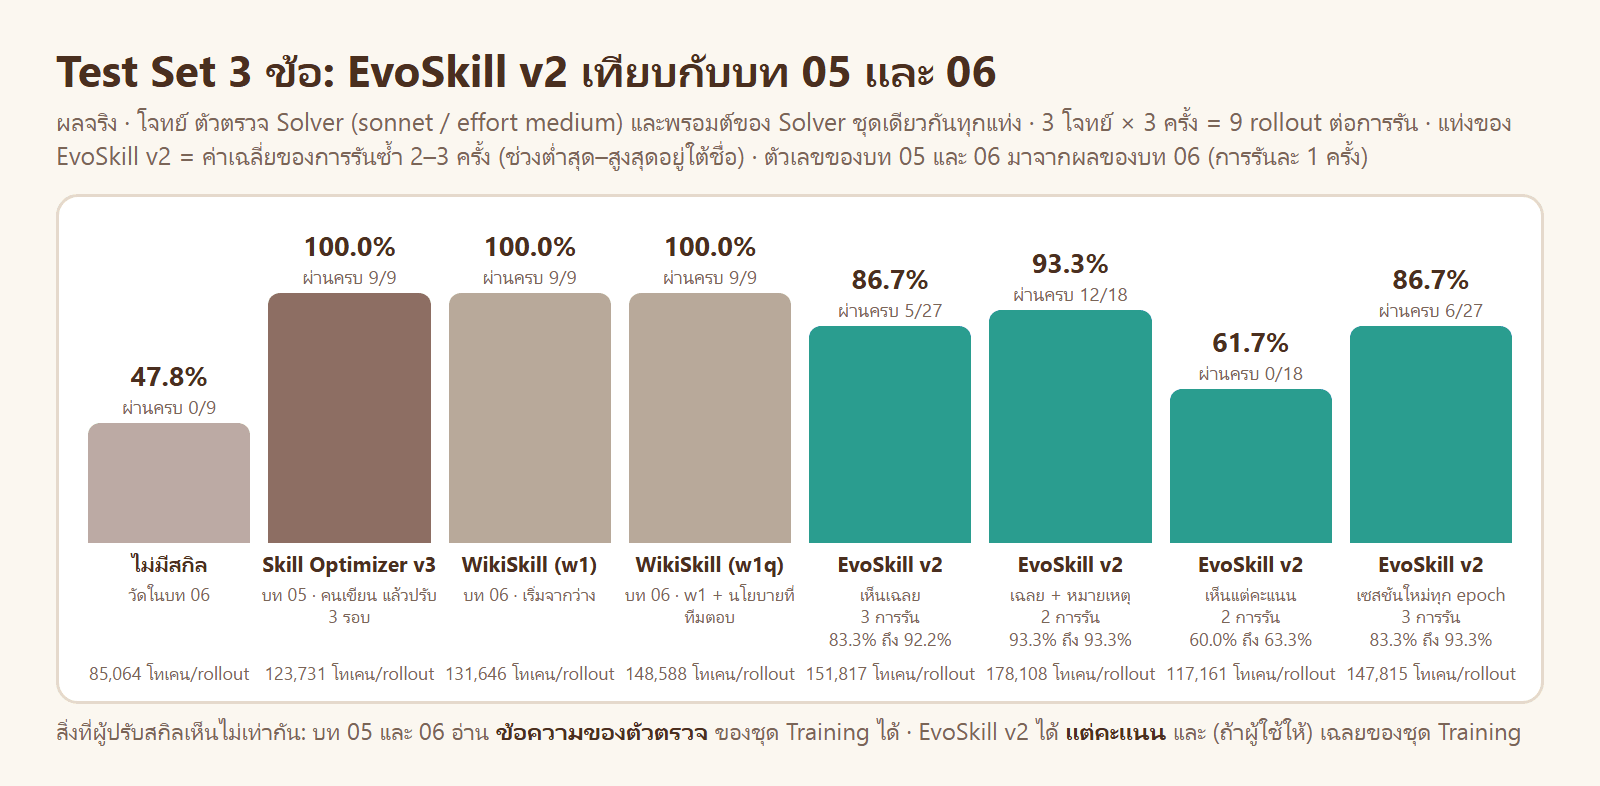 Test Set 3 ข้อ: EvoSkill v2 เทียบกับบท 05 และ 06
ผลจริง · โจทย์ ตัวตรวจ Solver (sonnet / effort medium) และพรอมต์ของ Solver ชุดเดียวกันทุกแท่ง · 3 โจทย์ × 3 ครั้ง = 9 rollout ต่อการรัน · แท่งของ
EvoSkill v2 = ค่าเฉลี่ยของการรันซ้ำ 2–3 ครั้ง (ช่วงต่ำสุด–สูงสุดอยู่ใต้ชื่อ) · ตัวเลขของบท 05 และ 06 มาจากผลของบท 06 (การรันละ 1 ครั้ง)
47.8%
ผ่านครบ 0/9
ไม่มีสกิล
วัดในบท 06
85,064 โทเคน/rollout
100.0%
ผ่านครบ 9/9
Skill Optimizer v3
บท 05 · คนเขียน แล้วปรับ
3 รอบ
123,731 โทเคน/rollout
100.0%
ผ่านครบ 9/9
WikiSkill (w1)
บท 06 · เริ่มจากว่าง
131,646 โทเคน/rollout
100.0%
ผ่านครบ 9/9
WikiSkill (w1q)
บท 06 · w1 + นโยบายที่
ทีมตอบ
148,588 โทเคน/rollout
86.7%
ผ่านครบ 5/27
EvoSkill v2
เห็นเฉลย
3 การรัน
83.3% ถึง 92.2%
151,817 โทเคน/rollout
93.3%
ผ่านครบ 12/18
EvoSkill v2
เฉลย + หมายเหตุ
2 การรัน
93.3% ถึง 93.3%
178,108 โทเคน/rollout
61.7%
ผ่านครบ 0/18
EvoSkill v2
เห็นแต่คะแนน
2 การรัน
60.0% ถึง 63.3%
117,161 โทเคน/rollout
86.7%
ผ่านครบ 6/27
EvoSkill v2
เซสชันใหม่ทุก epoch
3 การรัน
83.3% ถึง 93.3%
147,815 โทเคน/rollout
สิ่งที่ผู้ปรับสกิลเห็นไม่เท่ากัน: บท 05 และ 06 อ่าน ข้อความของตัวตรวจ ของชุด Training ได้ · EvoSkill v2 ได้ แต่คะแนน และ (ถ้าผู้ใช้ให้) เฉลยของชุด Training